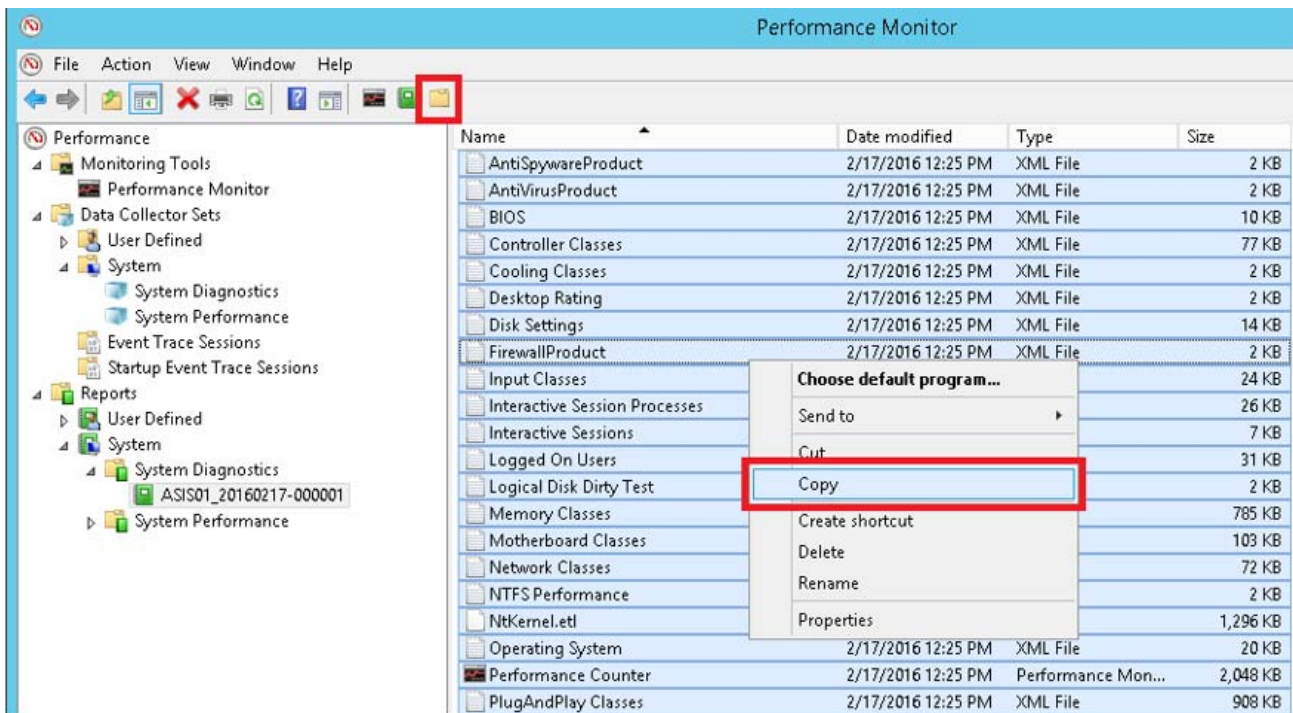 Performance Monitor
File Action View Window Help
Performance
Monitoring Tools
Performance Monitor
Data Collector Sets
User Defined
System
System Diagnostics
System Performance
Event Trace Sessions
Startup Event Trace Sessions
Reports
User Defined
System
System Diagnostics
ASIS01_20160217-000001
System Performance
Name Date modified Type Size
AntiSpywareProduct 2/17/2016 12:25 PM XML File 2 KB
AntiVirusProduct 2/17/2016 12:25 PM XML File 2 KB
BIOS 2/17/2016 12:25 PM XML File 10 KB
Controller Classes 2/17/2016 12:25 PM XML File 77 KB
Cooling Classes 2/17/2016 12:25 PM XML File 2 KB
Desktop Rating 2/17/2016 12:25 PM XML File 2 KB
Disk Settings 2/17/2016 12:25 PM XML File 14 KB
FirewallProduct 2/17/2016 12:25 PM XML File 2 KB
Input Classes 24 KB
Interactive Session Processes 26 KB
Interactive Sessions 7 KB
Logged On Users 31 KB
Logical Disk Dirty Test 2 KB
Memory Classes 785 KB
Motherboard Classes 103 KB
Network Classes 72 KB
NTFS Performance 2 KB
NtKernel.etl 1,296 KB
Operating System 2/17/2016 12:25 PM XML File 20 KB
Performance Counter 2/17/2016 12:25 PM Performance Mon... 2,048 KB
PlugAndPlay Classes 2/17/2016 12:25 PM XML File 908 KB
Choose default program...
Send to
Cut
Copy
Create shortcut
Delete
Rename
Properties